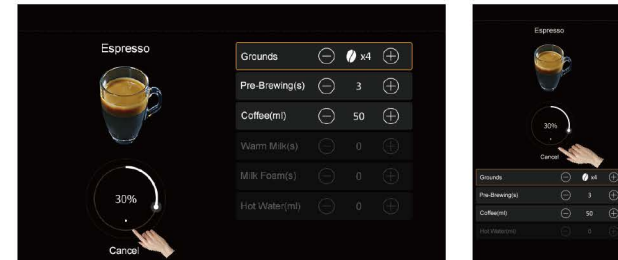 Espresso
Grounds x4
Pre-Brewing(s) 3
Coffee(ml) 50
Warm Milk(s) 0
Milk Foam(s) 0
Hot Water(ml) 0
30%
Cancel
Espresso
30%
Cancel
Grounds x4
Pre-Brewing(s) 3
Coffee(ml) 50
Hot Water(ml) 0